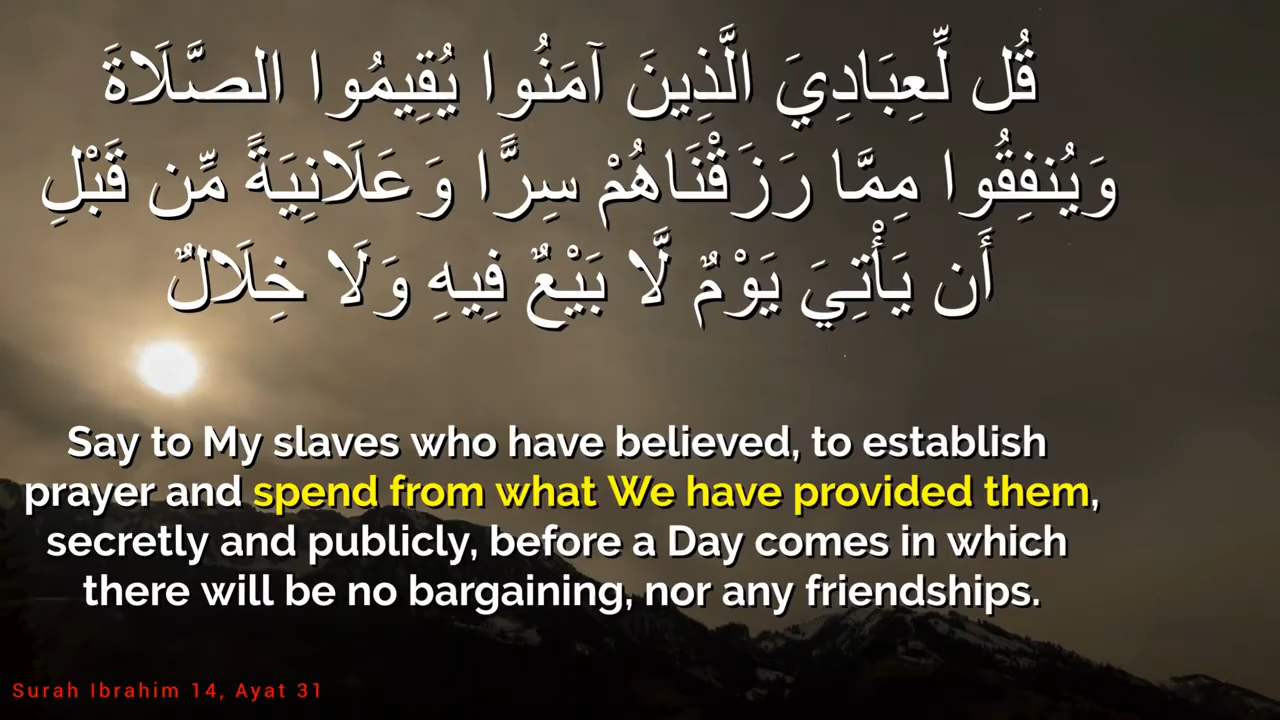 قُل لِّعِبَادِيَ الَّذِينَ آمَنُوا يُقِيمُوا الصَّلَاةَ
وَيُنفِقُوا مِمَّا رَزَقْنَاهُمْ سِرًّا وَعَلَانِيَةً مِّن قَبْلِ
أَن يَأْتِيَ يَوْمٌ لَّا بَيْعٌ فِيهِ وَلَا خِلَالٌ
Say to My slaves who have believed, to establish
prayer and spend from what We have provided them,
secretly and publicly, before a Day comes in which
there will be no bargaining, nor any friendships.
Surah Ibrahim 14, Ayat 31